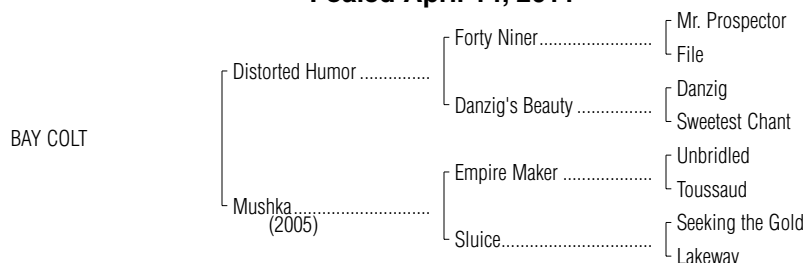 Foaled April 14, 2011
Mr. Prospector
Forty Niner
File
Distorted Humor
Danzig
Danzig's Beauty
Sweetest Chant
BAY COLT
Unbridled
Empire Maker
Toussaud
Mushka
(2005)
Seeking the Gold
Sluice
Lakeway